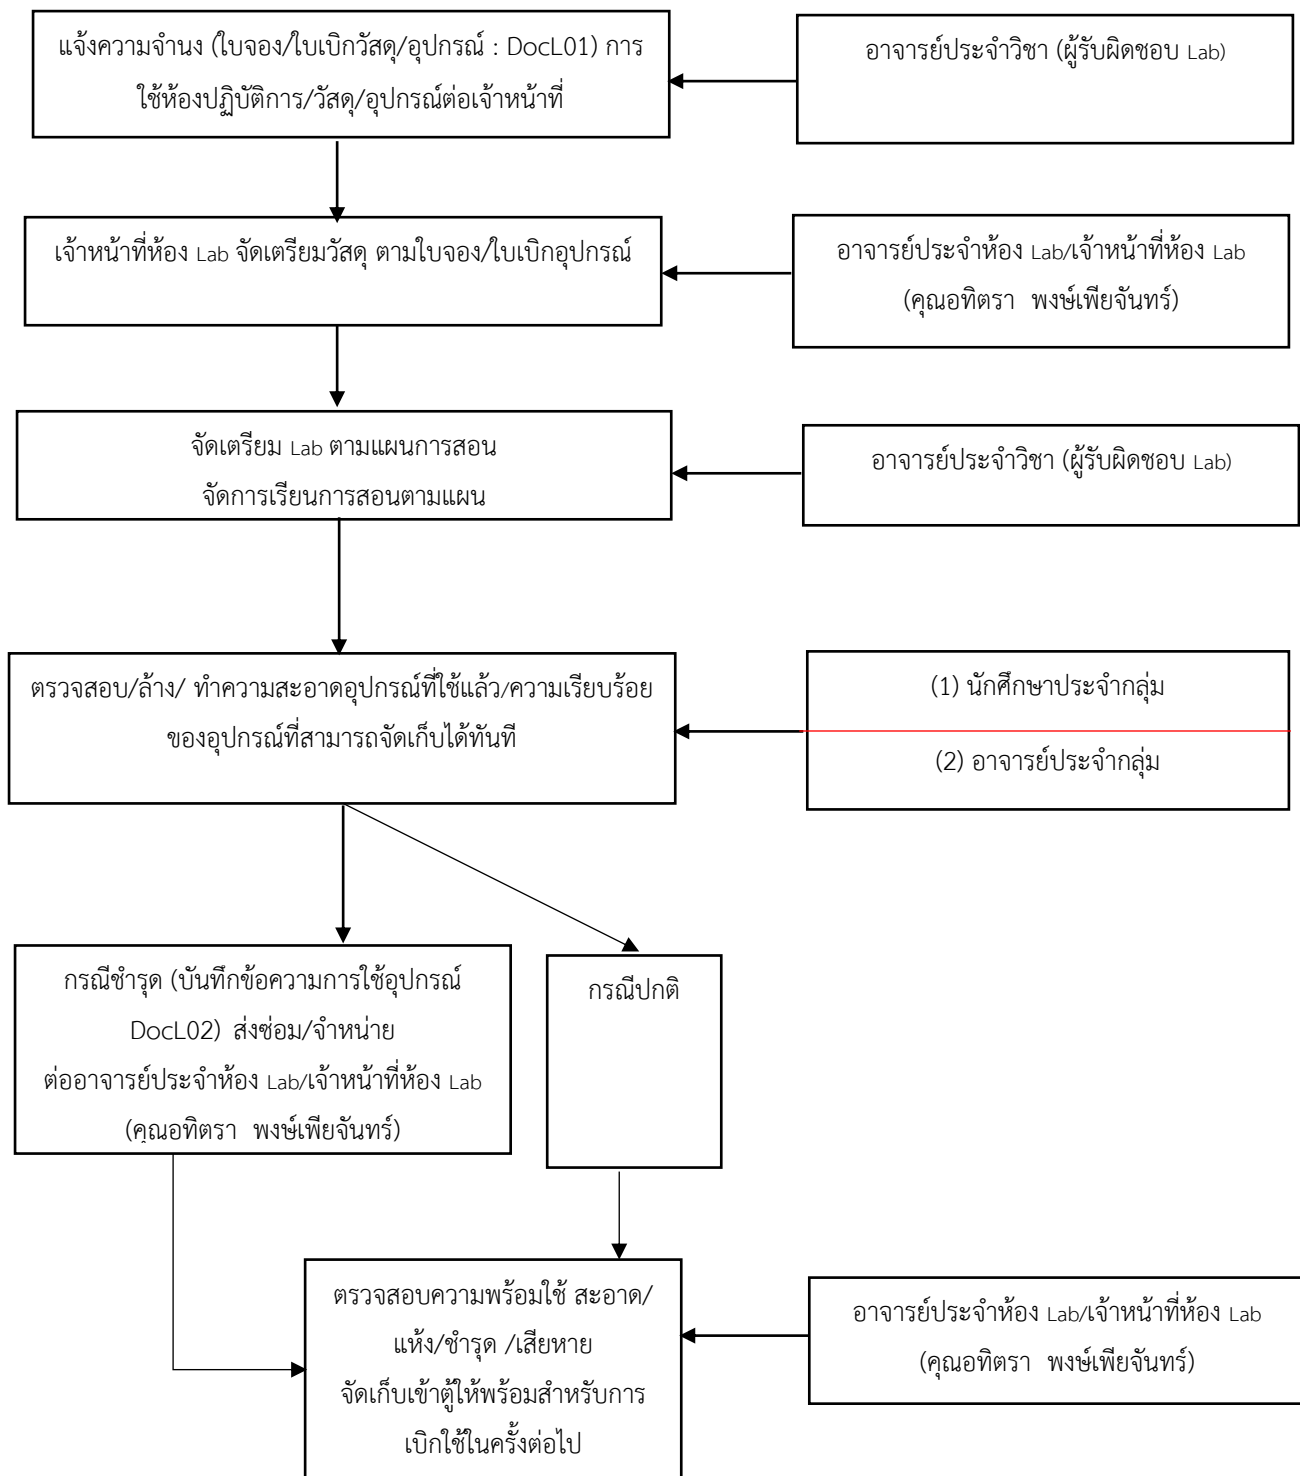 แจ้งความจำนง (ใบจอง/ใบเบิกวัสดุ/อุปกรณ์ : DocL01) การ
ใช้ห้องปฏิบัติการ/วัสดุ/อุปกรณ์ต่อเจ้าหน้าที่
อาจารย์ประจำวิชา (ผู้รับผิดชอบ Lab)
เจ้าหน้าที่ห้อง Lab จัดเตรียมวัสดุ ตามใบจอง/ใบเบิกอุปกรณ์
อาจารย์ประจำห้อง Lab/เจ้าหน้าที่ห้อง Lab
(คุณอทิตรา พงษ์เพียจันทร์)
จัดเตรียม Lab ตามแผนการสอน
จัดการเรียนการสอนตามแผน
อาจารย์ประจำวิชา (ผู้รับผิดชอบ Lab)
ตรวจสอบ/ล้าง/ ทำความสะอาดอุปกรณ์ที่ใช้แล้ว/ความเรียบร้อย
ของอุปกรณ์ที่สามารถจัดเก็บได้ทันที
(1) นักศึกษาประจำกลุ่ม
(2) อาจารย์ประจำกลุ่ม
กรณีชำรุด (บันทึกข้อความการใช้อุปกรณ์
DocL02) ส่งซ่อม/จำหน่าย
ต่ออาจารย์ประจำห้อง Lab/เจ้าหน้าที่ห้อง Lab
(คุณอทิตรา พงษ์เพียจันทร์)
กรณีปกติ
ตรวจสอบความพร้อมใช้ สะอาด/
แห้ง/ชำรุด /เสียหาย
จัดเก็บเข้าตู้ให้พร้อมสำหรับการ
เบิกใช้ในครั้งต่อไป
อาจารย์ประจำห้อง Lab/เจ้าหน้าที่ห้อง Lab
(คุณอทิตรา พงษ์เพียจันทร์)